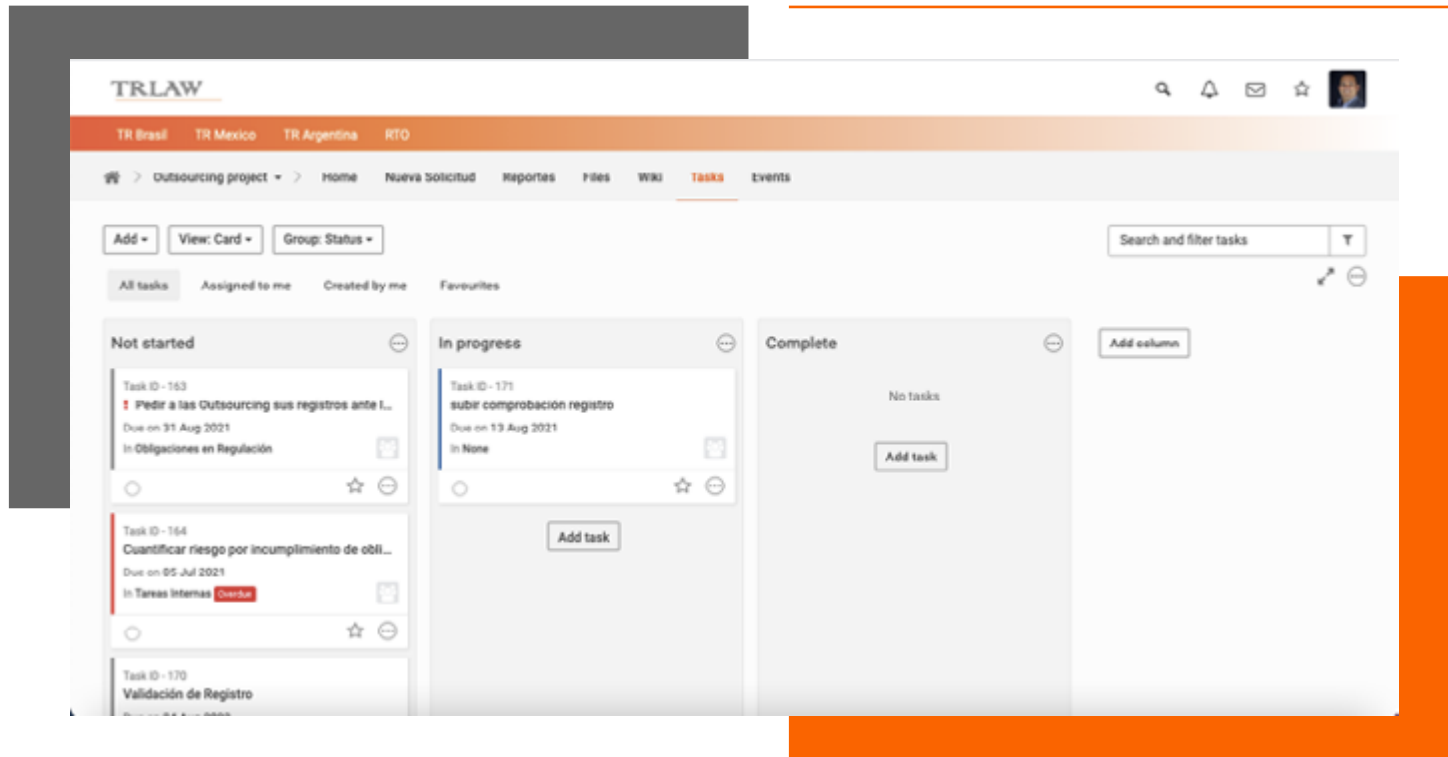 TRLAW
TR Brasil TR Mexico TR Argentina RTO
Outsourcing project Home Nueva Solicitud Reportes Files Wiki Tasks Events
Add View: Card Group: Status Search and filter tasks
All tasks Assigned to me Created by me Favourites
Not started
Task ID - 163
Pedir a las Outsourcing sus registros ante l...
Due on 31 Aug 2021
In Obligaciones en Regulación
Task ID - 164
Cuantificar riesgo por incumplimiento de obli...
Due on 05 Jul 2021
In Tareas Internas Overdue
Task ID - 170
Validación de Registro
In progress
Task ID - 171
subir comprobación registro
Due on 13 Aug 2021
In None
Add task
Complete
No tasks
Add task
Add column